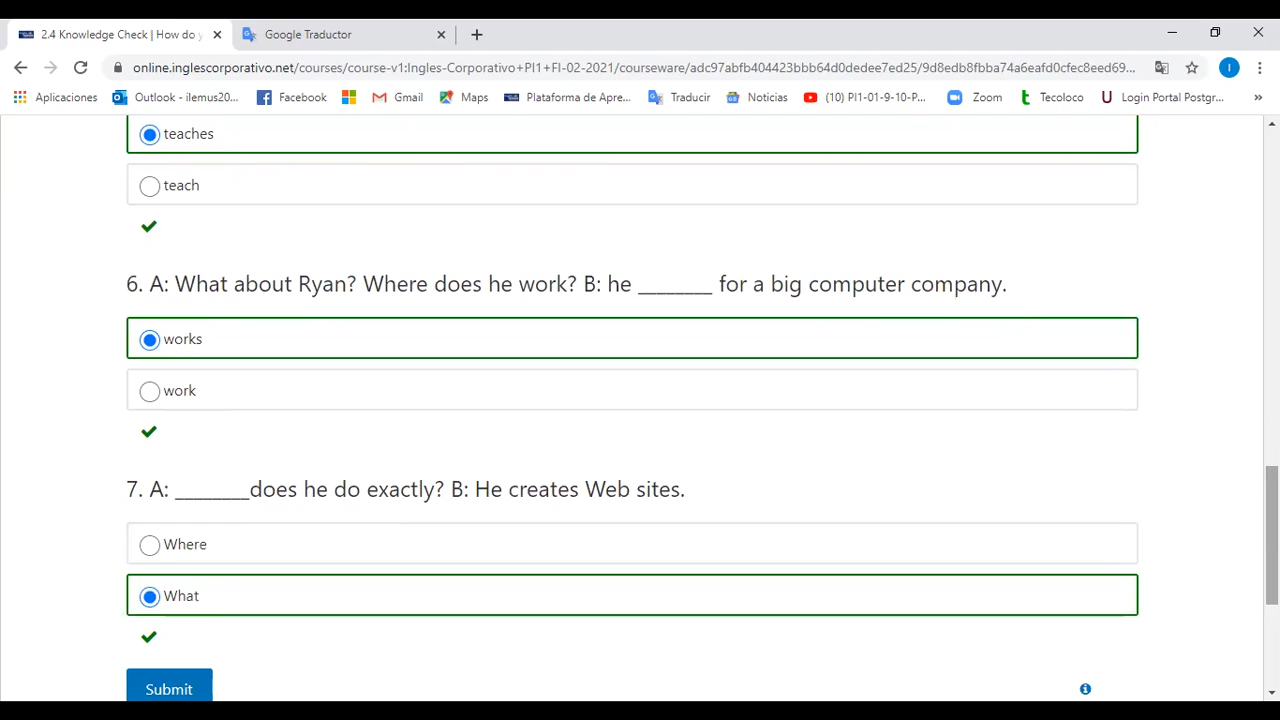 2.4 Knowledge Check | How do y
Google Traductor
online.inglescorporativo.net/courses/course-v1:Ingles-Corporativo+PI1+FI-02-2021/courseware/adc97abfb404423bbb64d0dedee7ed25/9d8edb8fbba74a6eafd0cfec8eed69...
I
Aplicaciones
Outlook - ilemus20...
Facebook
Gmail
Maps
Plataforma de Apre...
Traducir
Noticias
(10) PI1-01-9-10-P...
Zoom
Tecoloco
Login Portal Postgr...
»
teaches
teach
6. A: What about Ryan? Where does he work? B: he ________ for a big computer company.
works
work
7. A: ________does he do exactly? B: He creates Web sites.
Where
What
Submit